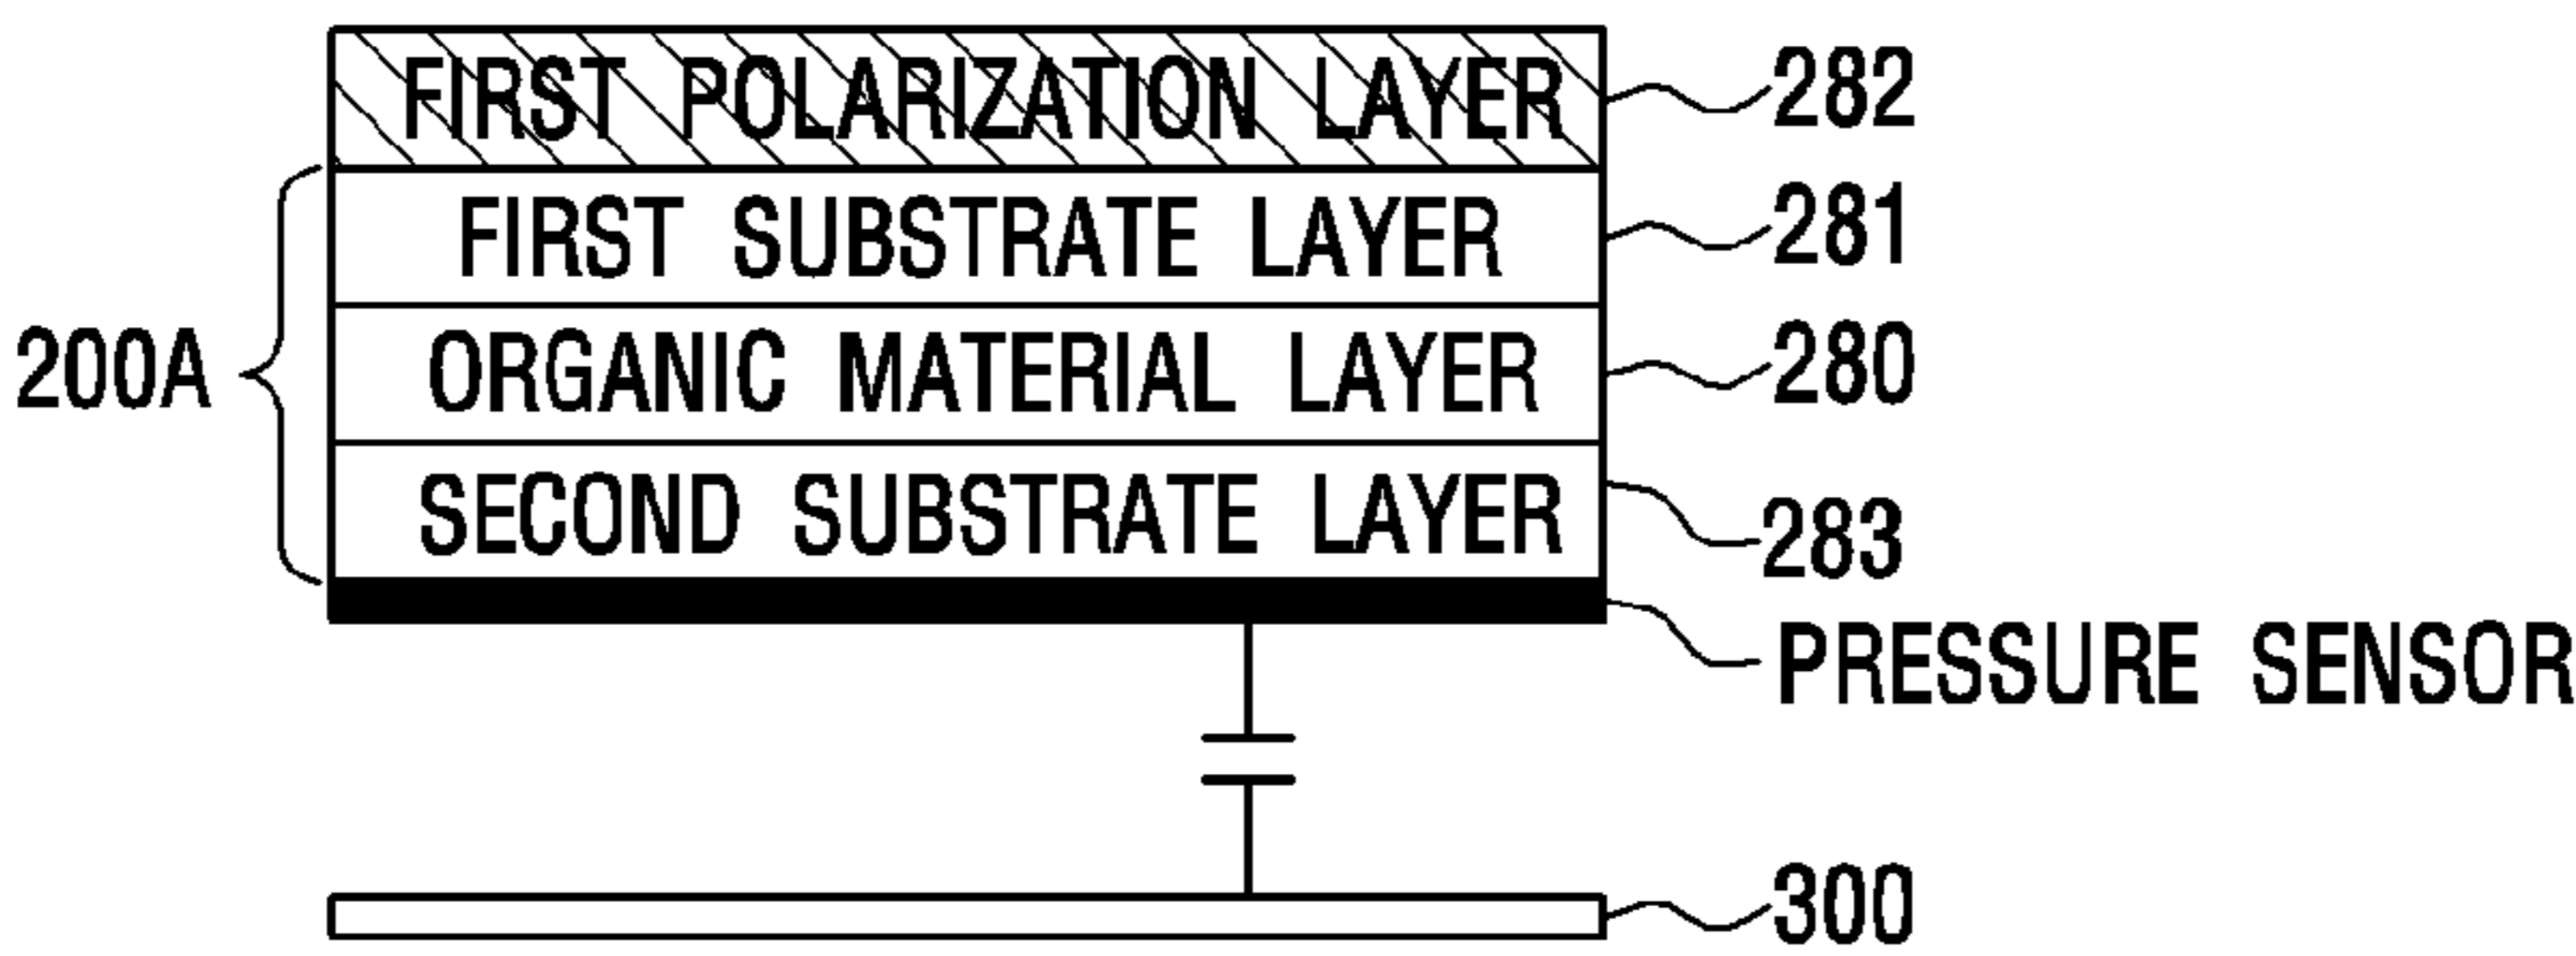 FIRST POLARIZATION LAYER 282
FIRST SUBSTRATE LAYER 281
200A ORGANIC MATERIAL LAYER 280
SECOND SUBSTRATE LAYER 283
PRESSURE SENSOR
300